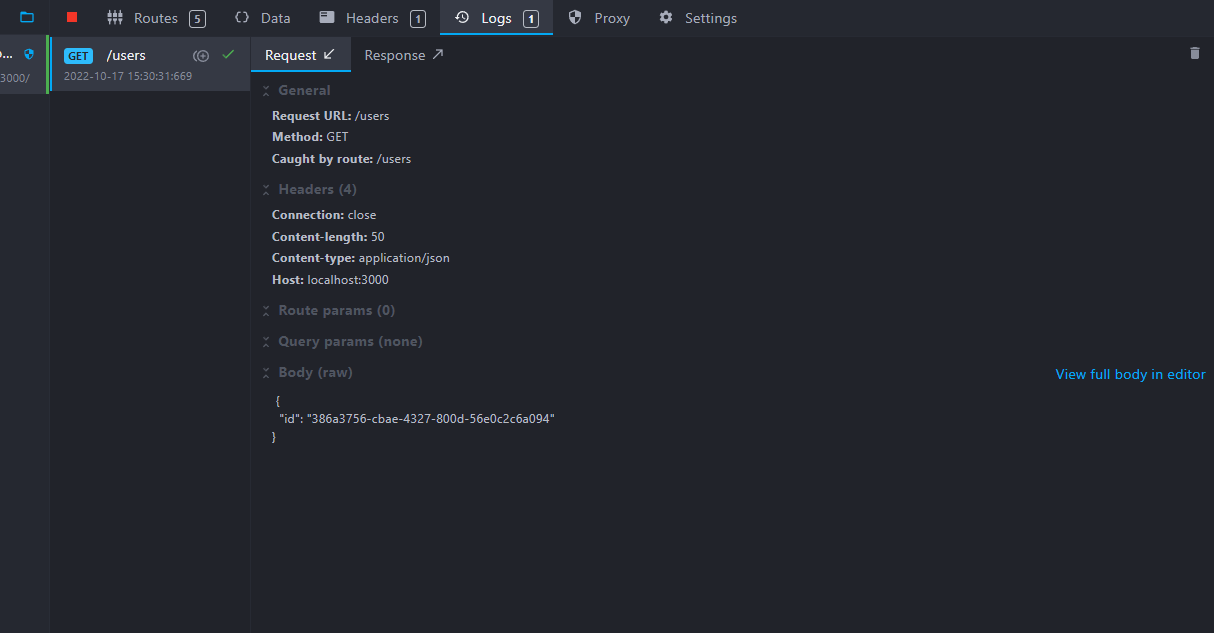 Routes 5 Data Headers 1 Logs 1 Proxy Settings
3000/
GET /users
2022-10-17 15:30:31:669
Request Response
General
Request URL: /users
Method: GET
Caught by route: /users
Headers (4)
Connection: close
Content-length: 50
Content-type: application/json
Host: localhost:3000
Route params (0)
Query params (none)
Body (raw)
View full body in editor
{
"id": "386a3756-cbae-4327-800d-56e0c2c6a094"
}